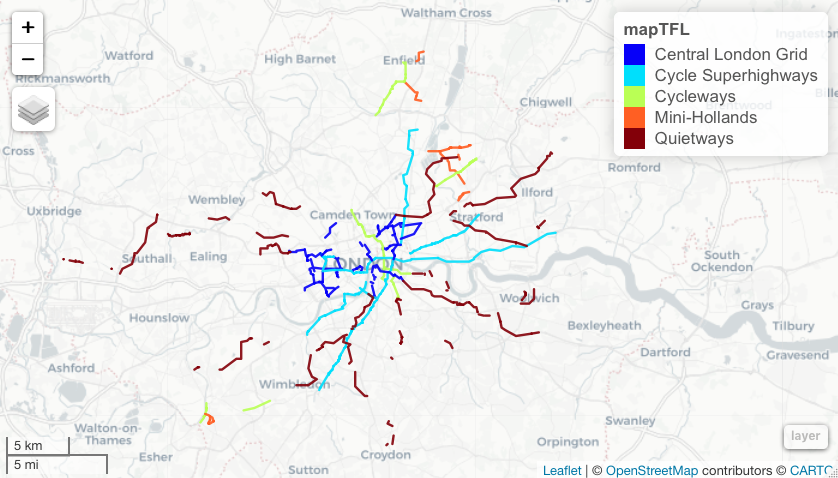 Waltham Cross
+
−
mapTFL
Central London Grid
Cycle Superhighways
Cycleways
Mini-Hollands
Quietways
Watford
High Barnet
Enfield
Rickmansworth
Chigwell
Cross
Romford
Wembley
Ilford
Uxbridge
Camden Town
Stratford
Southall
Ealing
LONDON
South
Ockendon
Woolwich
Hounslow
Bexleyheath
Grays
Tilbury
Dartford
Gravesend
Ashford
Wimbledon
Swanley
Walton-on-
Thames
Esher
Croydon
Orpington
Sutton
5 km
5 mi
layer
Leaflet | © OpenStreetMap contributors © CARTO